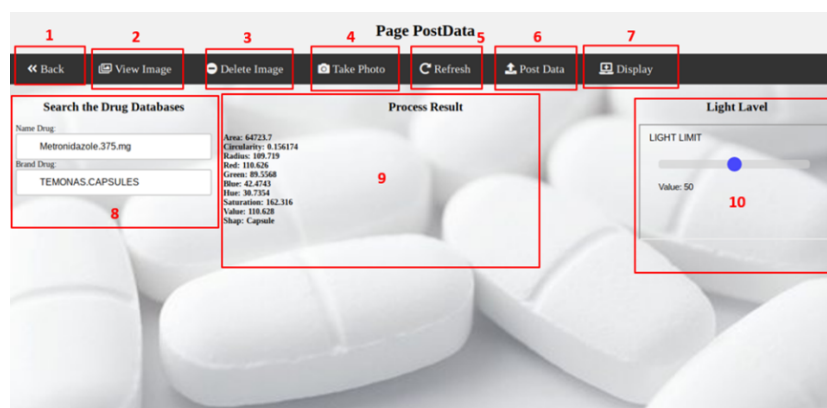 Page PostData
1 2 3 4 5 6 7
Back View Image Delete Image Take Photo Refresh Post Data Display
Search the Drug Databases
Name Drug:
Metronidazole.375.mg
Brand Drug:
TEMONAS.CAPSULES
8
Process Result
Area: 64723.7
Circularity: 0.156174
Radius: 109.719
Red: 110.626
Green: 89.5568
Blue: 42.4743
Hue: 30.7354
Saturation: 162.316
Value: 110.628
Shap: Capsule
9
Light Lavel
LIGHT LIMIT
Value: 50
10